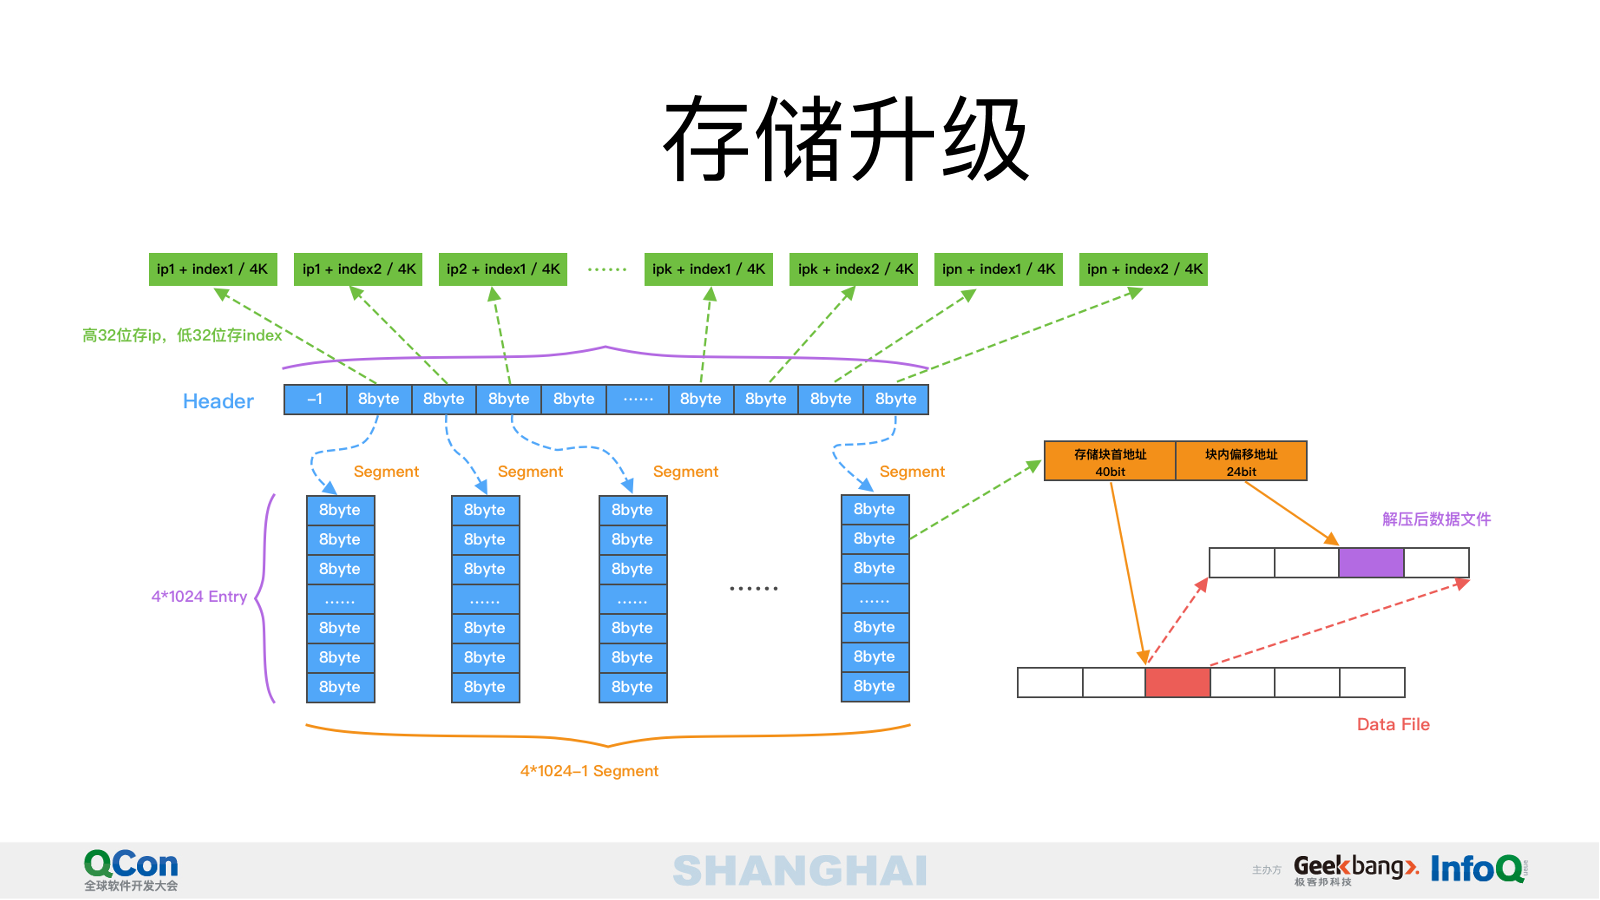 存储升级
ip1 + index1 / 4K
ip1 + index2 / 4K
ip2 + index1 / 4K
······
ipk + index1 / 4K
ipk + index2 / 4K
ipn + index1 / 4K
ipn + index2 / 4K
高32位存ip，低32位存index
Header
-1
8byte
8byte
8byte
8byte
······
8byte
8byte
8byte
8byte
Segment
Segment
Segment
Segment
4*1024 Entry
8byte
8byte
8byte
......
8byte
8byte
8byte
8byte
8byte
8byte
......
8byte
8byte
8byte
8byte
8byte
8byte
......
8byte
8byte
8byte
······
8byte
8byte
8byte
......
8byte
8byte
8byte
4*1024-1 Segment
存储块首地址
40bit
块内偏移地址
24bit
解压后数据文件
Data File
QCon
全球软件开发大会
SHANGHAI
主办方
Geekbang>.
极客邦科技
InfoQ